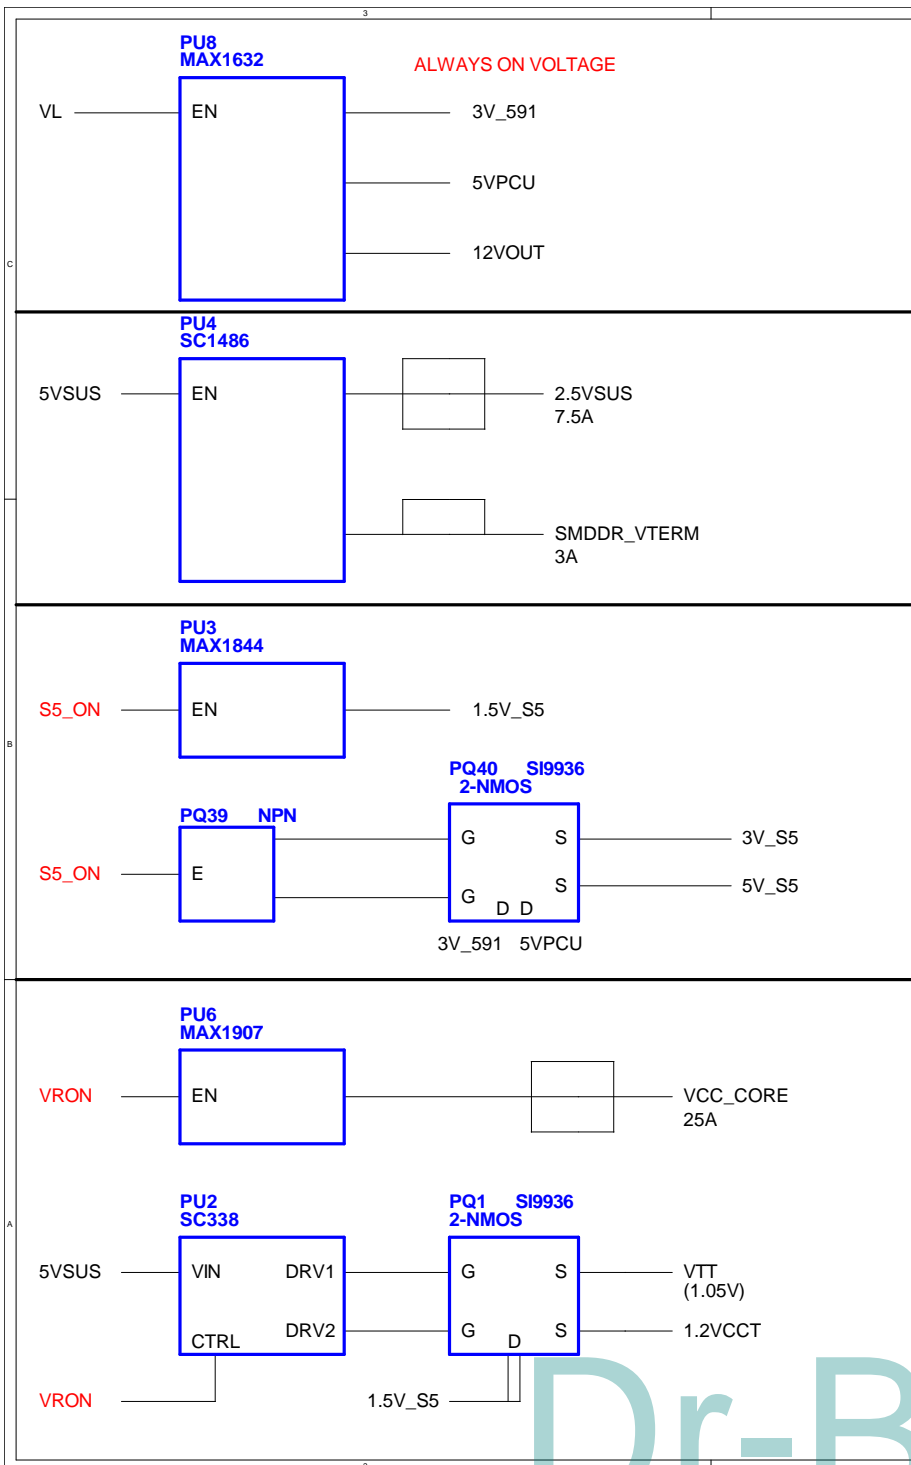 3
PU8
MAX1632
ALWAYS ON VOLTAGE
VL
EN
3V_591
5VPCU
12VOUT
C
PU4
SC1486
5VSUS
EN
2.5VSUS
7.5A
SMDDR_VTERM
3A
PU3
MAX1844
S5_ON
EN
1.5V_S5
B
PQ40 SI9936
2-NMOS
PQ39 NPN
G S
3V_S5
S5_ON
E
G S
5V_S5
D D
3V_591 5VPCU
PU6
MAX1907
VRON
EN
VCC_CORE
25A
PU2
SC338
PQ1 SI9936
2-NMOS
A
5VSUS
VIN DRV1
G S
VTT
(1.05V)
CTRL DRV2
G D S
1.2VCCT
VRON
1.5V_S5
Dr-B